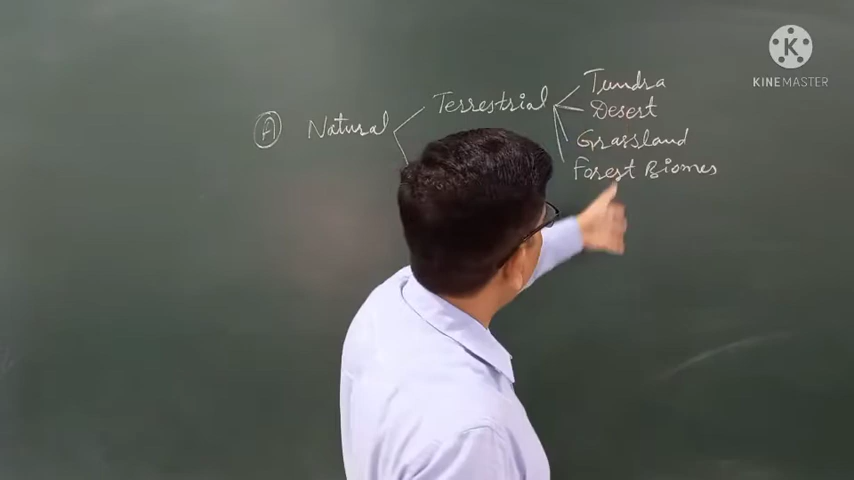 K
KINEMASTER
Tundra
Ⓐ Natural Terrestrial Desert
Grassland
Forest Biomes